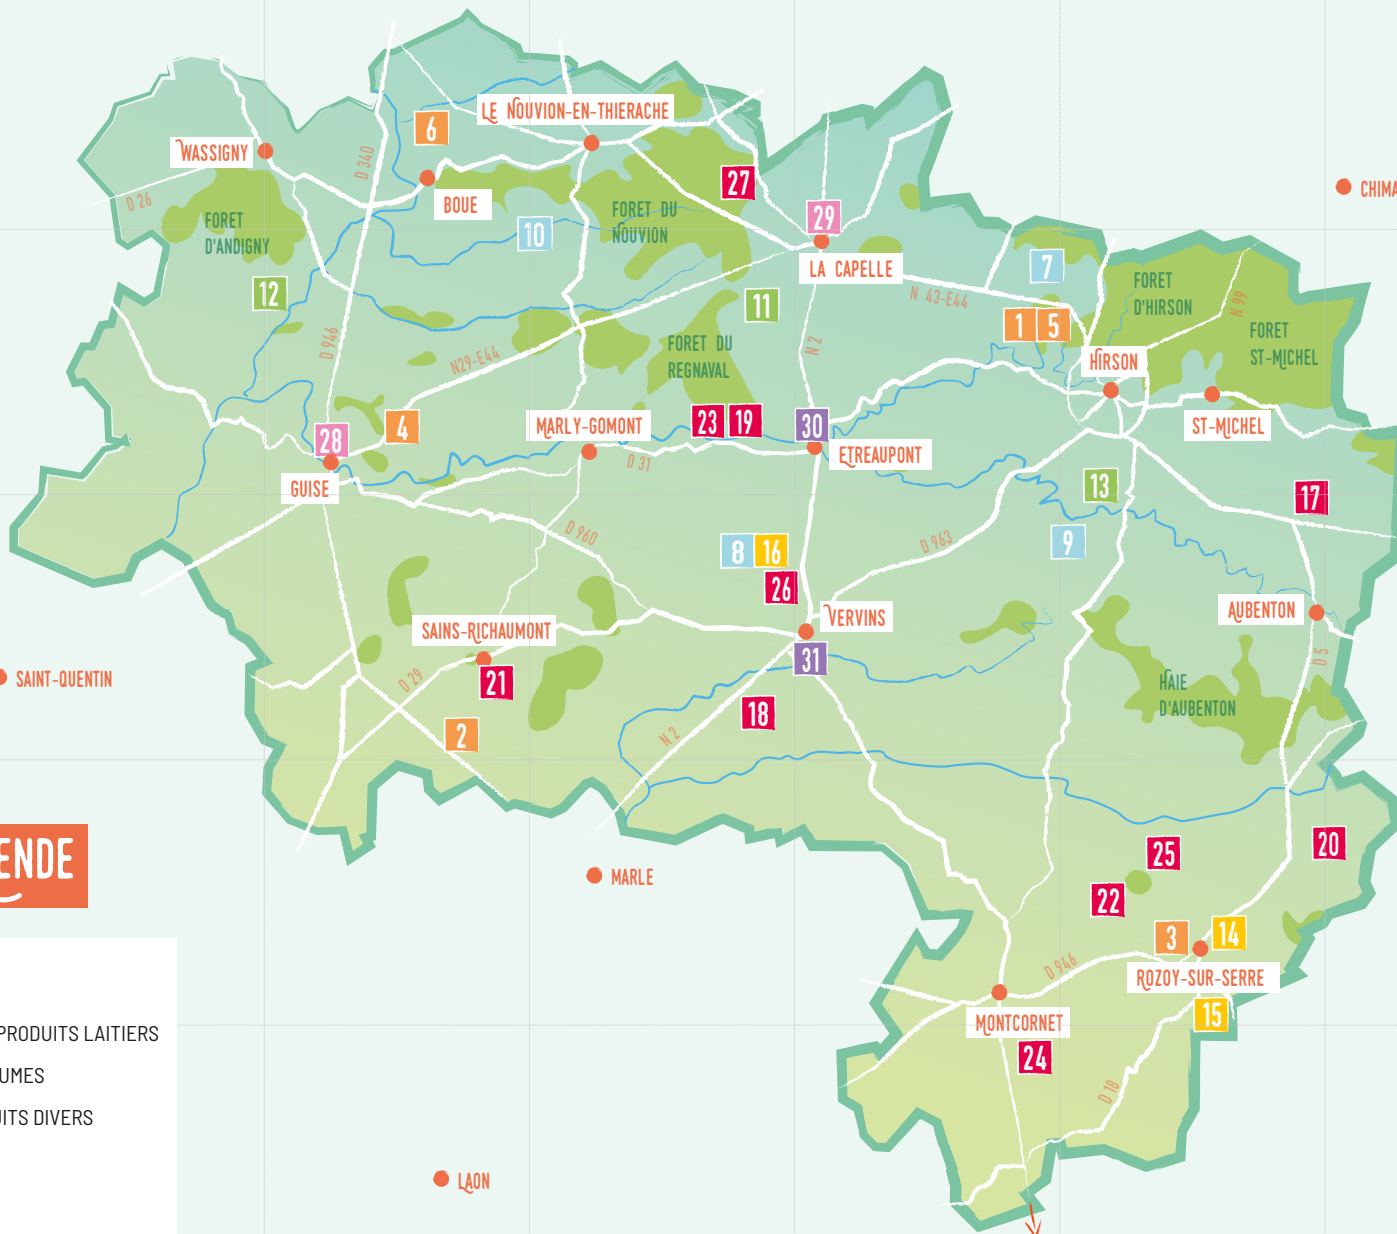 LE NOUVION-EN-THIERACHE
6
WASSIGNY
D 340
27
CHIMA
D 26
BOUE
FORET DU
NOUVION
29
FORET
D'ANDIGNY
10
LA CAPELLE
7
FORET
D'HIRSON
12
11
N 43-E44
N 99
1
5
FORET
ST-MICHEL
D 946
N29-E44
FORET DU
REGNAVAL
N 2
HIRSON
28
4
MARLY-GOMONT
23
19
30
ST-MICHEL
ETREAUPONT
D 31
GUISE
13
17
D 960
8
16
D 963
9
26
SAINS-RICHAUMONT
VERVINS
AUBENTON
31
D 5
SAINT-QUENTIN
D 29
21
HAIE
D'AUBENTON
18
2
N 2
ENDE
25
20
MARLE
22
3
14
D 946
ROZOY-SUR-SERRE
15
MONTCORNET
PRODUITS LAITIERS
24
UMES
D 18
UITS DIVERS
LAON